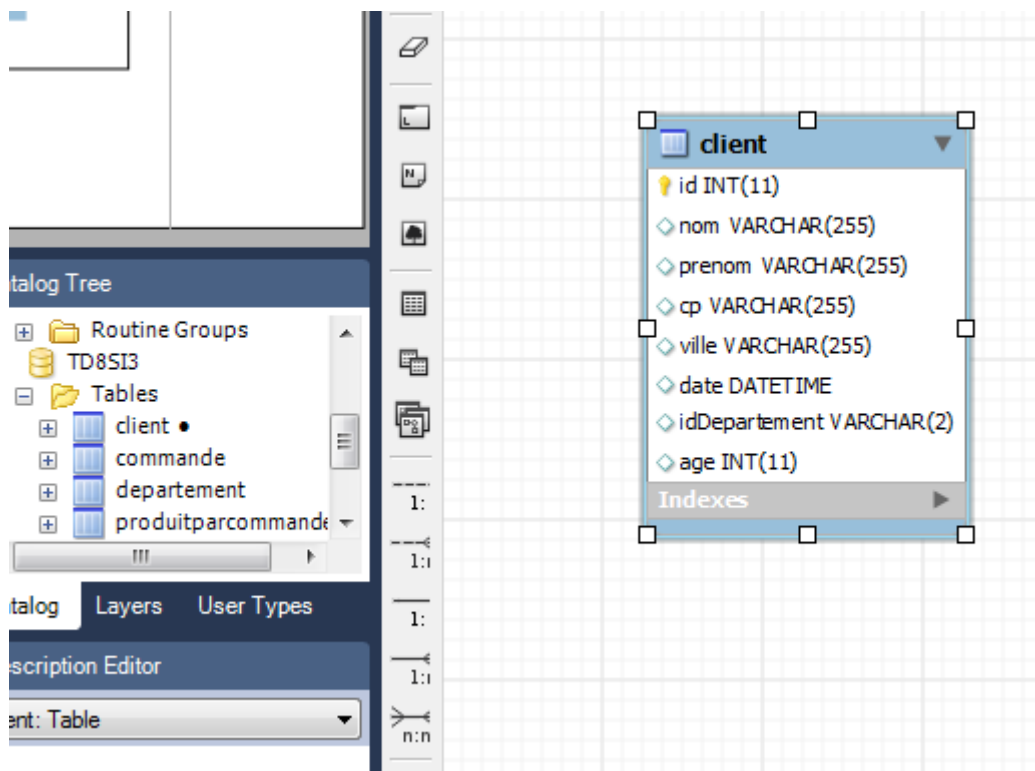 talog Tree
Routine Groups
TD8SI3
Tables
client •
commande
departement
produitparcommande
talog
Layers
User Types
scription Editor
ent: Table
L
N
1:
1:n
1:
1:n
n:n
client
id INT(11)
nom VARCHAR(255)
prenom VARCHAR(255)
cp VARCHAR(255)
ville VARCHAR(255)
date DATETIME
idDepartement VARCHAR(2)
age INT(11)
Indexes